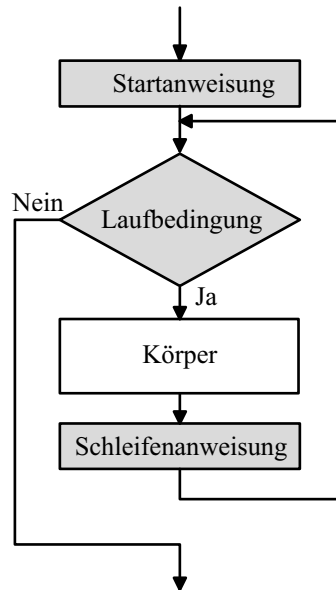 Startanweisung
Nein
Laufbedingung
Ja
Körper
Schleifenanweisung